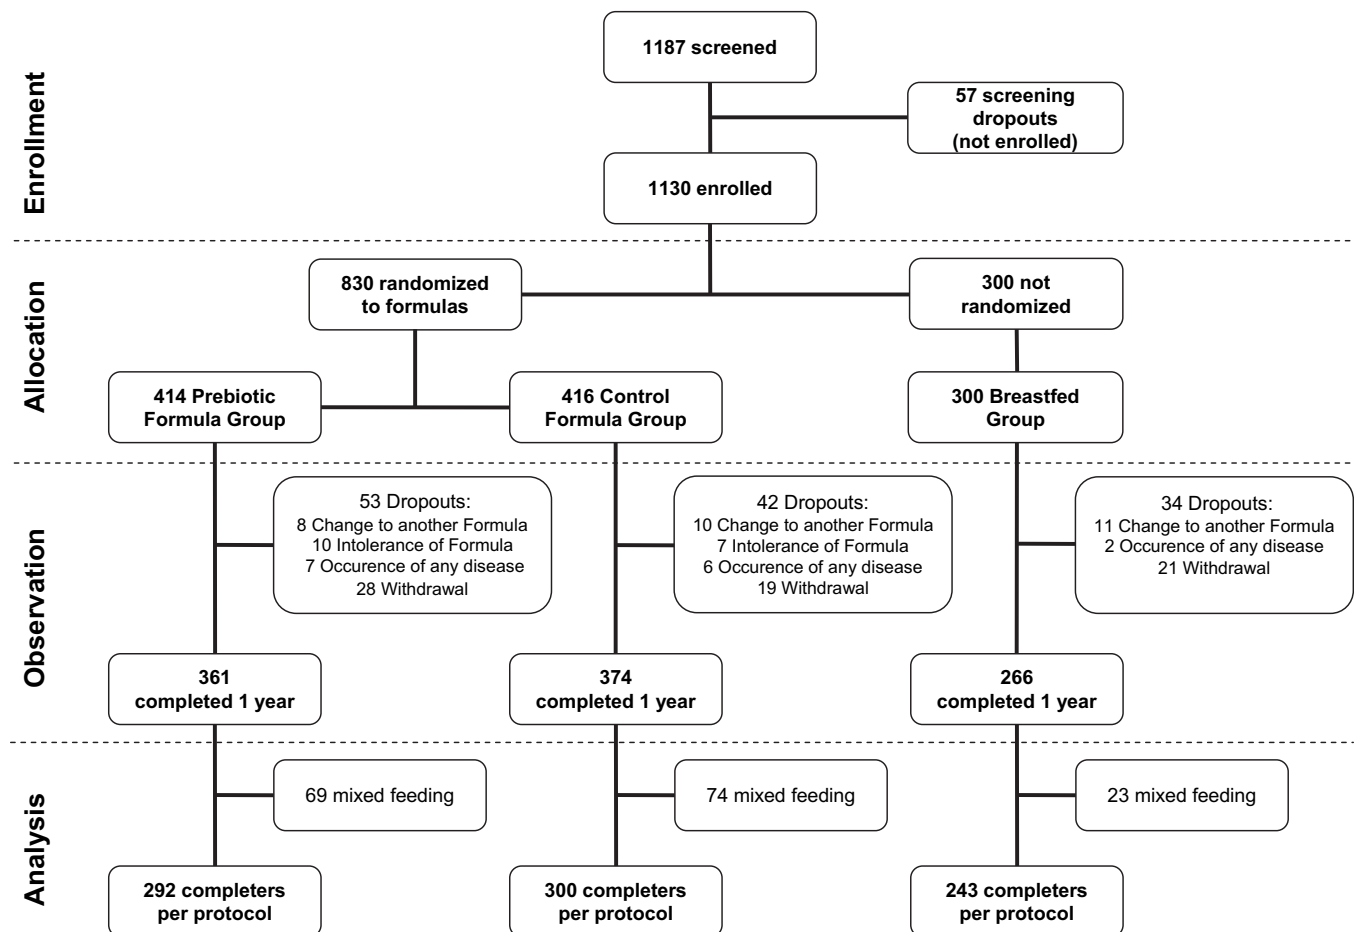 Enrollment
1187 screened
57 screening
dropouts
(not enrolled)
1130 enrolled
Allocation
830 randomized
to formulas
300 not
randomized
414 Prebiotic
Formula Group
416 Control
Formula Group
300 Breastfed
Group
Observation
53 Dropouts:
8 Change to another Formula
10 Intolerance of Formula
7 Occurence of any disease
28 Withdrawal
42 Dropouts:
10 Change to another Formula
7 Intolerance of Formula
6 Occurence of any disease
19 Withdrawal
34 Dropouts:
11 Change to another Formula
2 Occurence of any disease
21 Withdrawal
361
completed 1 year
374
completed 1 year
266
completed 1 year
Analysis
69 mixed feeding
74 mixed feeding
23 mixed feeding
292 completers
per protocol
300 completers
per protocol
243 completers
per protocol